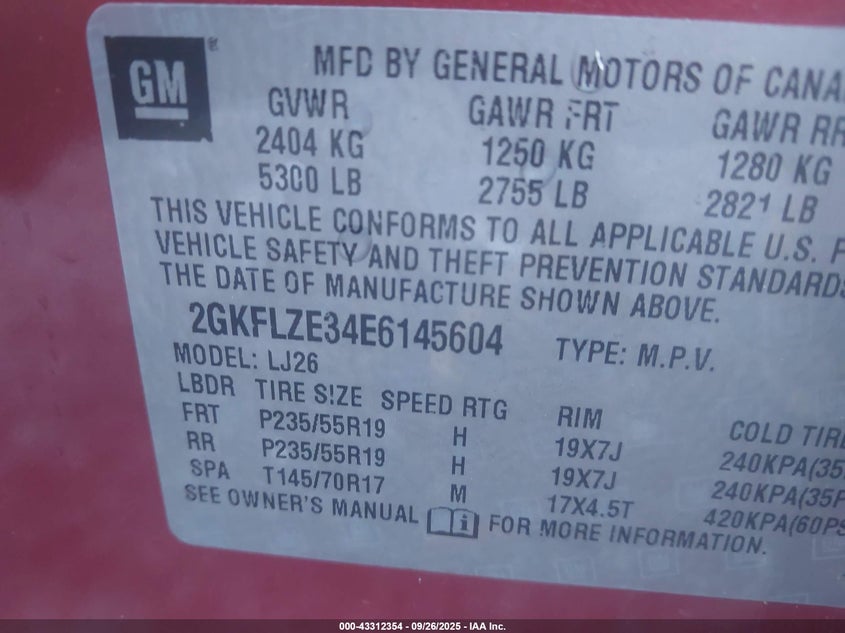 GM
MFD BY GENERAL MOTORS OF CANA
GVWR GAWR FRT GAWR RR
2404 KG 1250 KG 1280 KG
5300 LB 2755 LB 2821 LB
THIS VEHICLE CONFORMS TO ALL APPLICABLE U.S. F
VEHICLE SAFETY AND THEFT PREVENTION STANDARDS
THE DATE OF MANUFACTURE SHOWN ABOVE.
2GKFLZE34E6145604 TYPE: M.P.V.
MODEL: LJ26
LBDR TIRE SIZE SPEED RTG RIM COLD TIRE
FRT P235/55R19 H 19X7J 240KPA(35
RR P235/55R19 H 19X7J 240KPA(35P
SPA T145/70R17 M 17X4.5T 420KPA(60PS
SEE OWNER'S MANUAL FOR MORE INFORMATION.
000-43312354 - 09/26/2025 - IAA Inc.